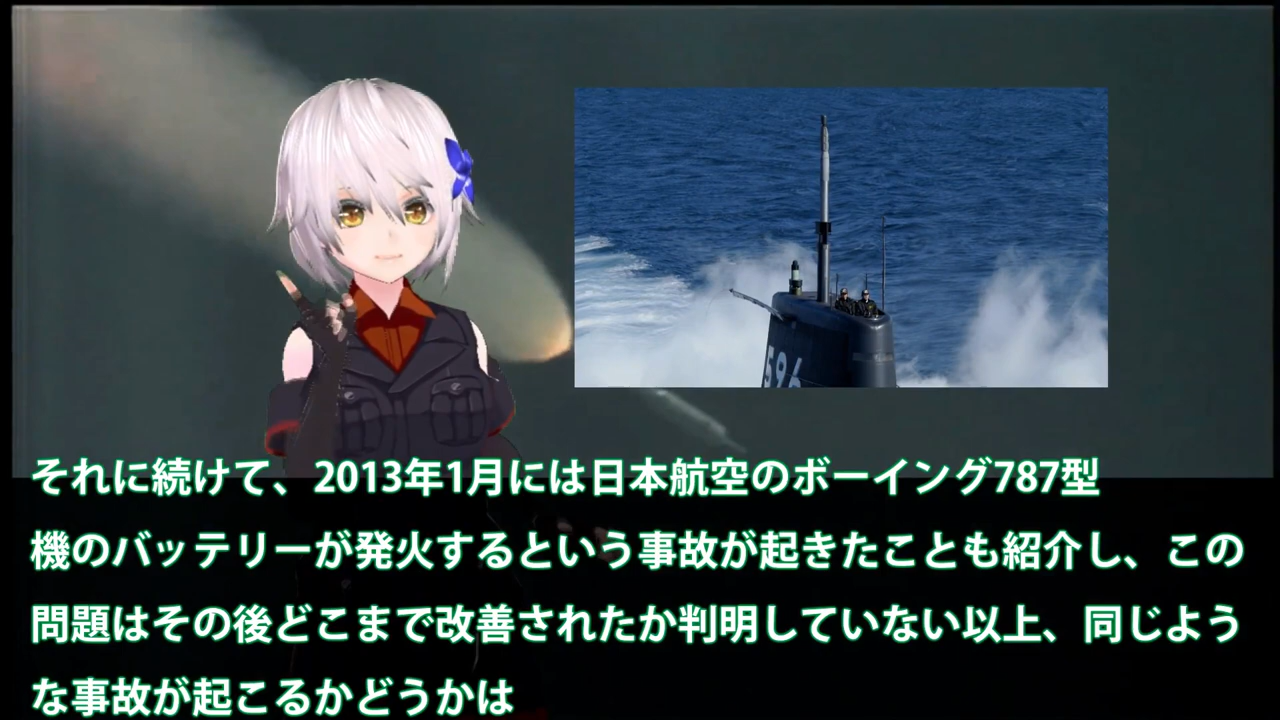 596
それに続けて、2013年1月には日本航空のボーイング787型
機のバッテリーが発火するという事故が起きたことも紹介し、この
問題はその後どこまで改善されたか判明していない以上、同じよう
な事故が起こるかどうかは